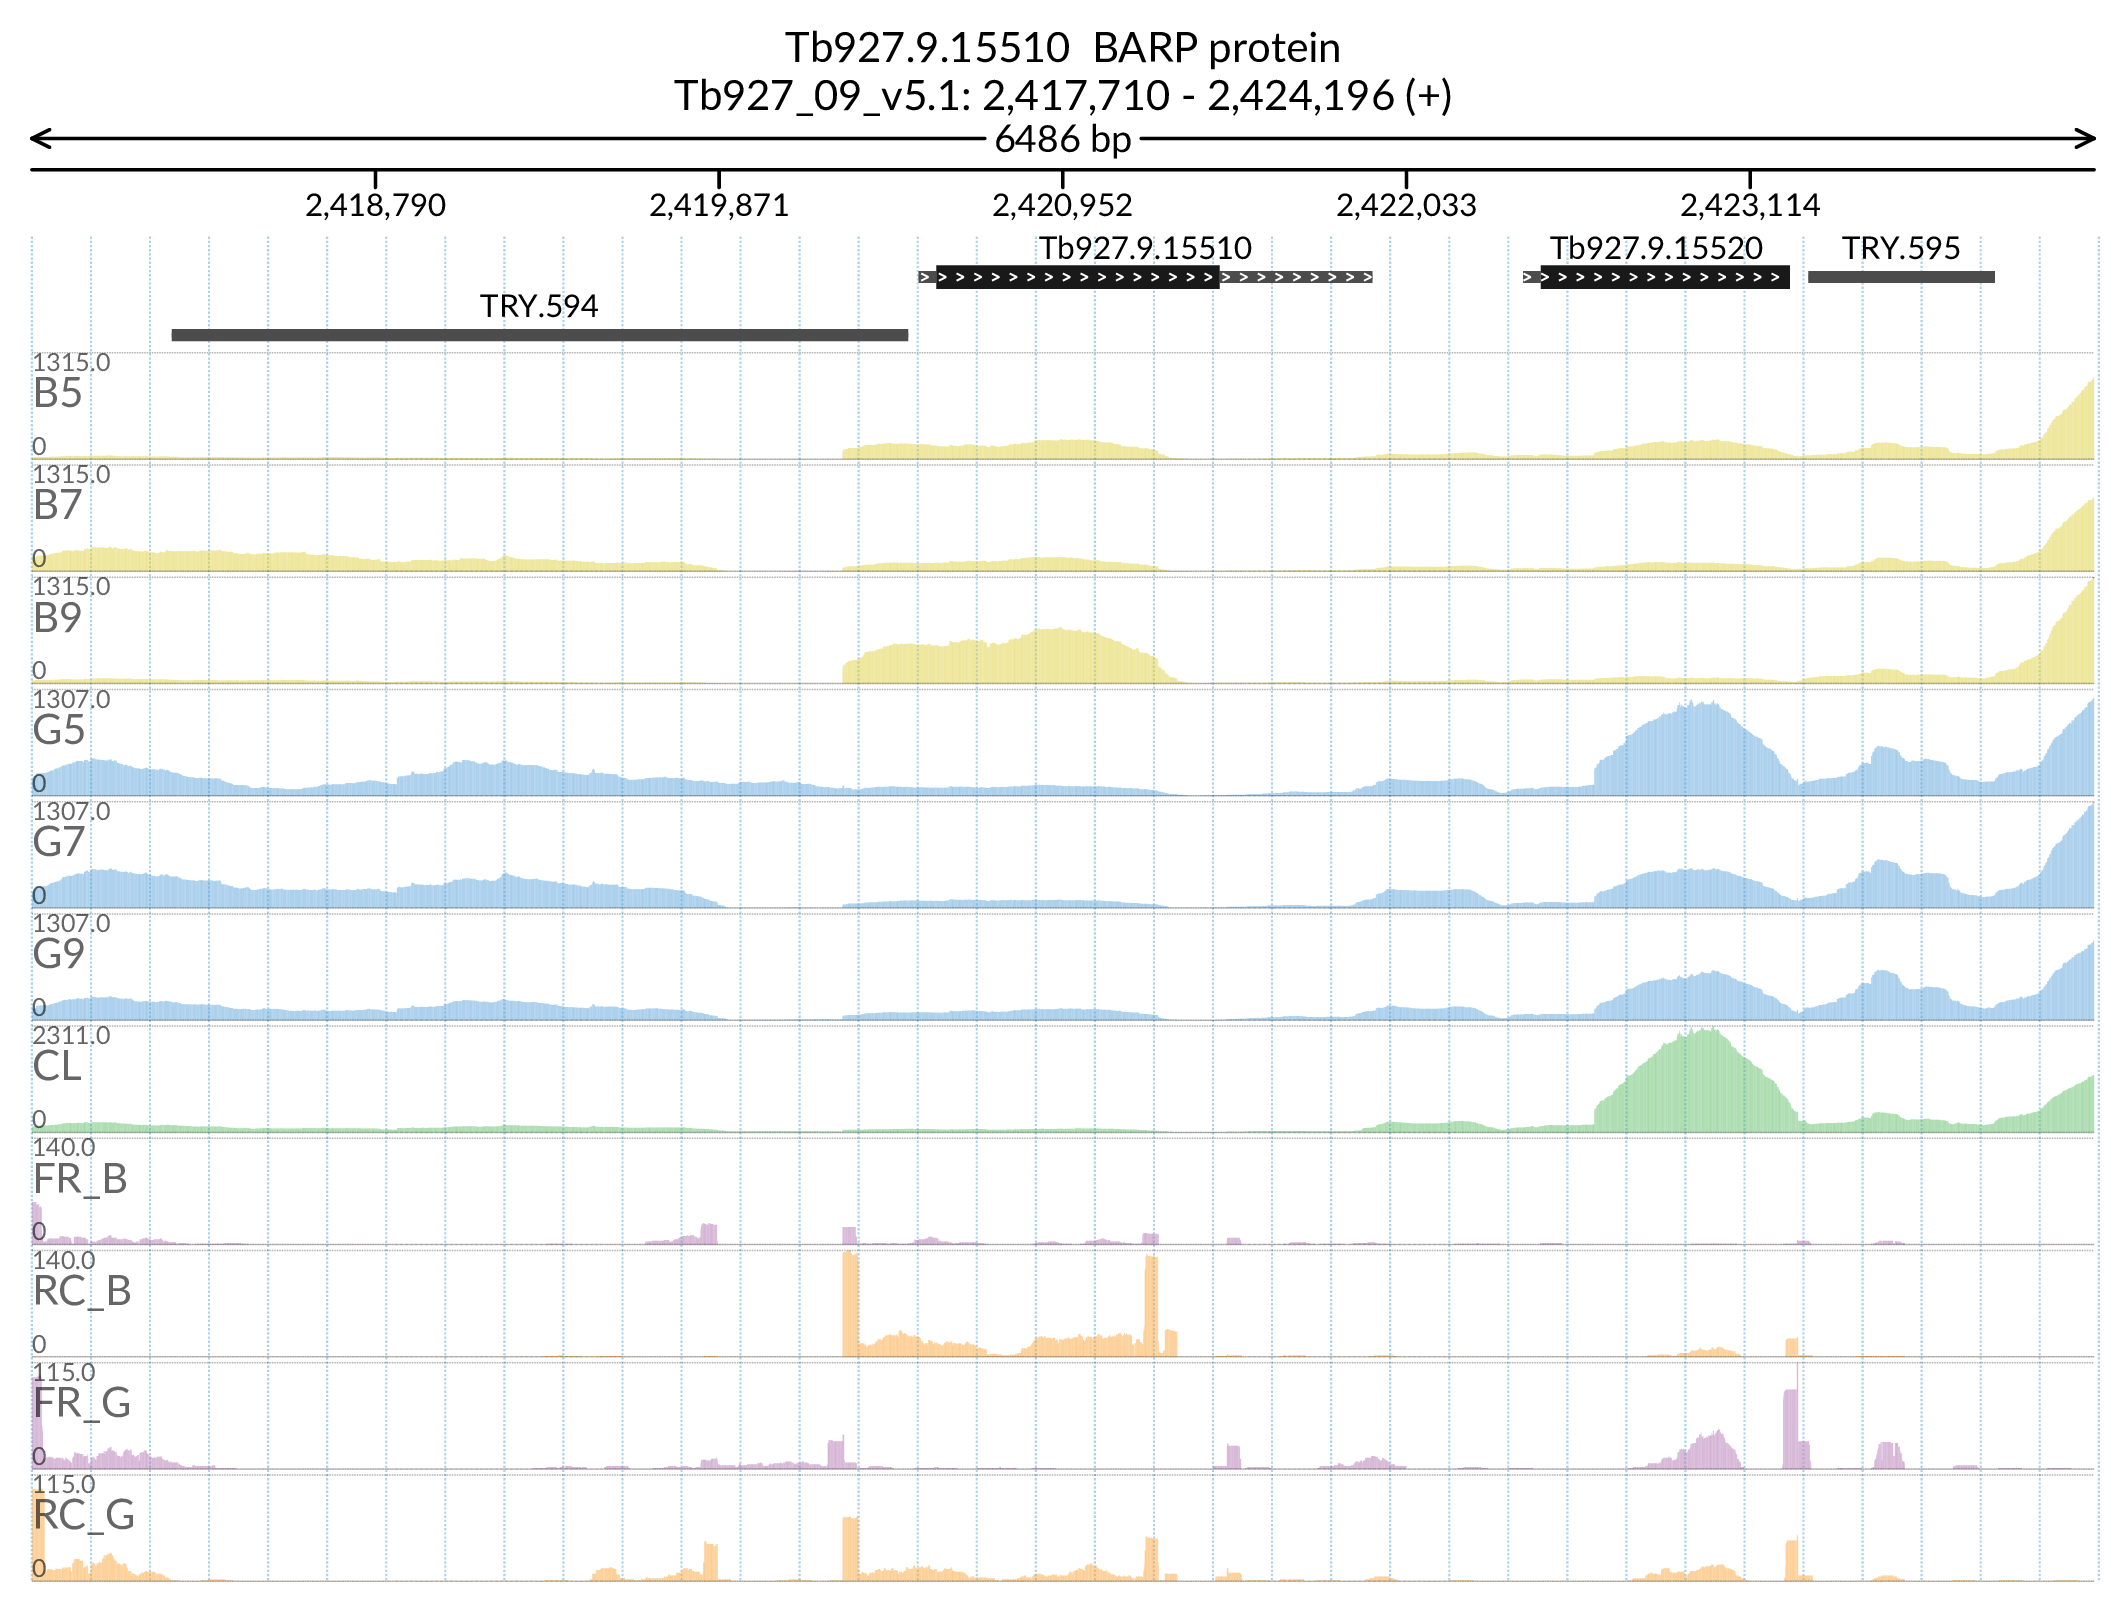 Tb927.9.15510 BARP protein
Tb927_09_v5.1: 2,417,710 - 2,424,196 (+)
6486 bp
2,418,790 2,419,871 2,420,952 2,422,033 2,423,114
Tb927.9.15510 Tb927.9.15520 TRY.595
TRY.594
1315.0
B5
0
1315.0
B7
0
1315.0
B9
0
1307.0
G5
0
1307.0
G7
0
1307.0
G9
0
2311.0
CL
0
140.0
FR_B
0
140.0
RC_B
0
115.0
FR_G
0
115.0
RC_G
0